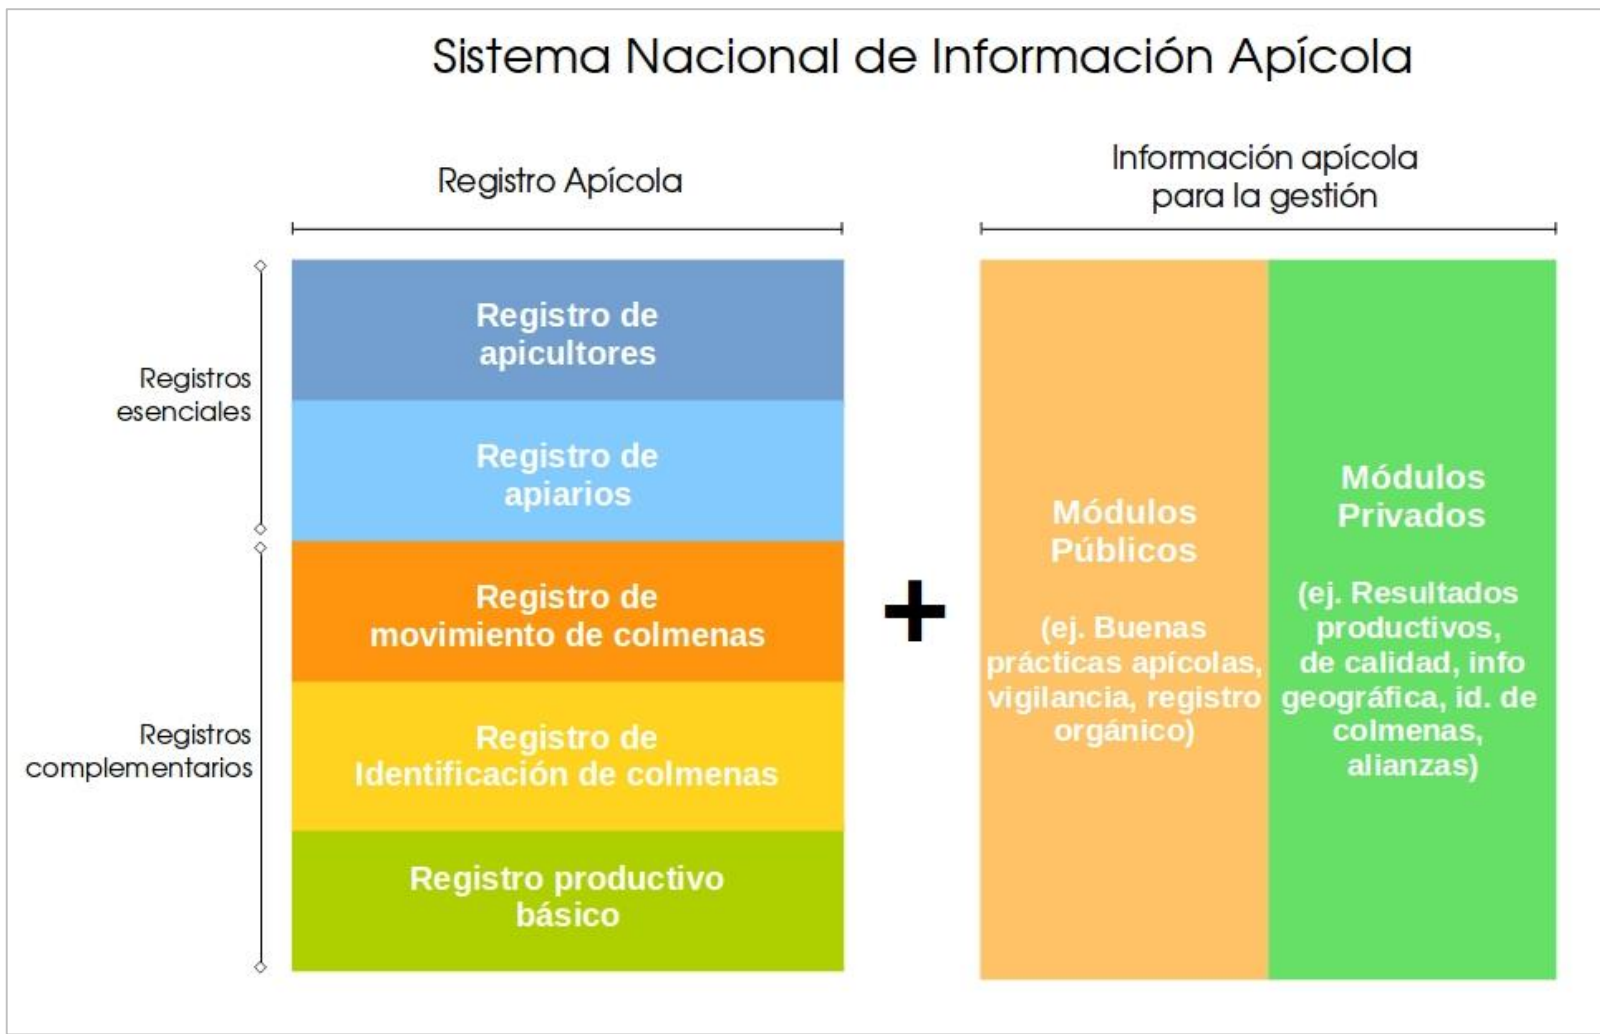 Sistema Nacional de Información Apícola
Registro Apícola
Información apícola
para la gestión
Registros
esenciales
Registro de
apicultores
Registro de
apiarios
Registros
complementarios
Registro de
movimiento de colmenas
Registro de
Identificación de colmenas
Registro productivo
básico
+
Módulos
Públicos
(ej. Buenas
prácticas apícolas,
vigilancia, registro
orgánico)
Módulos
Privados
(ej. Resultados
productivos,
de calidad, info
geográfica, id. de
colmenas,
alianzas)